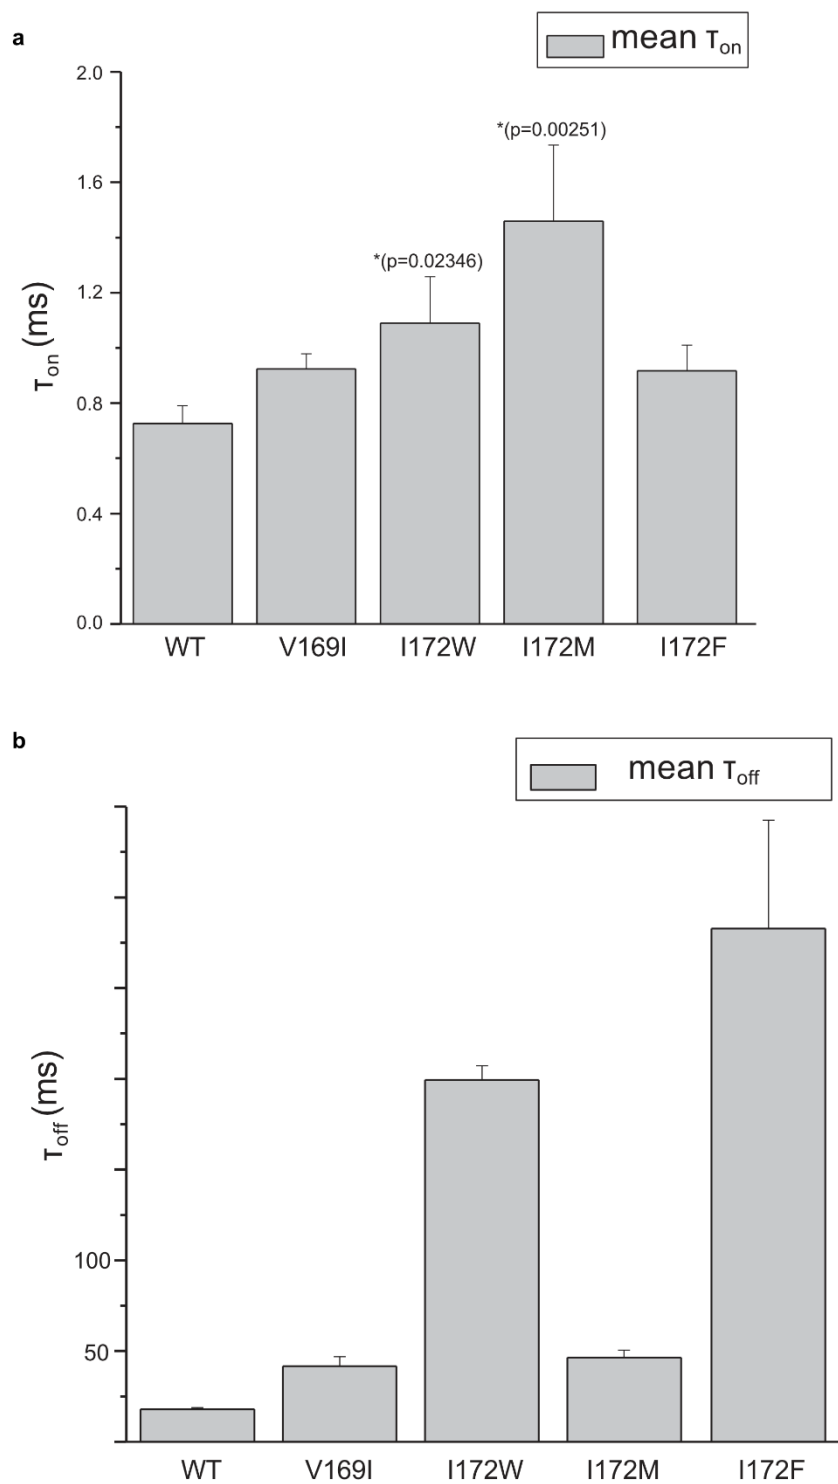 a
mean τon
2.0
*(p=0.00251)
1.6
*(p=0.02346)
1.2
τon (ms)
0.8
0.4
0.0
WT V169I I172W I172M I172F
b
mean τoff
τoff (ms)
100
50
WT V169I I172W I172M I172F